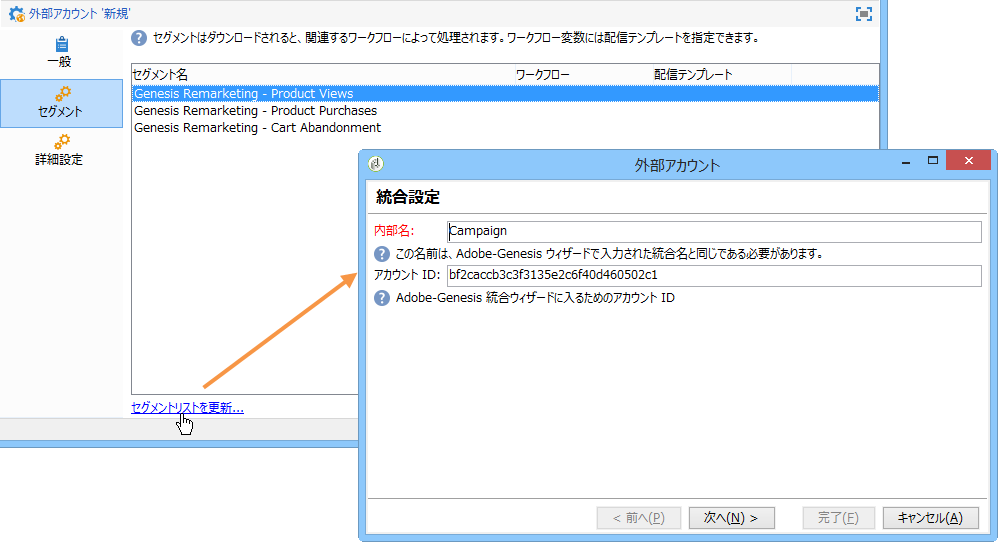 外部アカウント '新規'
一般
セグメント
詳細設定
セグメントはダウンロードされると、関連するワークフローによって処理されます。ワークフロー変数には配信テンプレートを指定できます。
セグメント名 ワークフロー 配信テンプレート
Genesis Remarketing - Product Views
Genesis Remarketing - Product Purchases
Genesis Remarketing - Cart Abandonment
セグメントリストを更新...
外部アカウント
統合設定
内部名: Campaign
この名前は、Adobe-Genesis ウィザードで入力された統合名と同じである必要があります。
アカウント ID: bf2caccb3c3f3135e2c6f40d460502c1
Adobe-Genesis 統合ウィザードに入るためのアカウント ID
< 前へ(P) 次へ(N) > 完了(F) キャンセル(A)